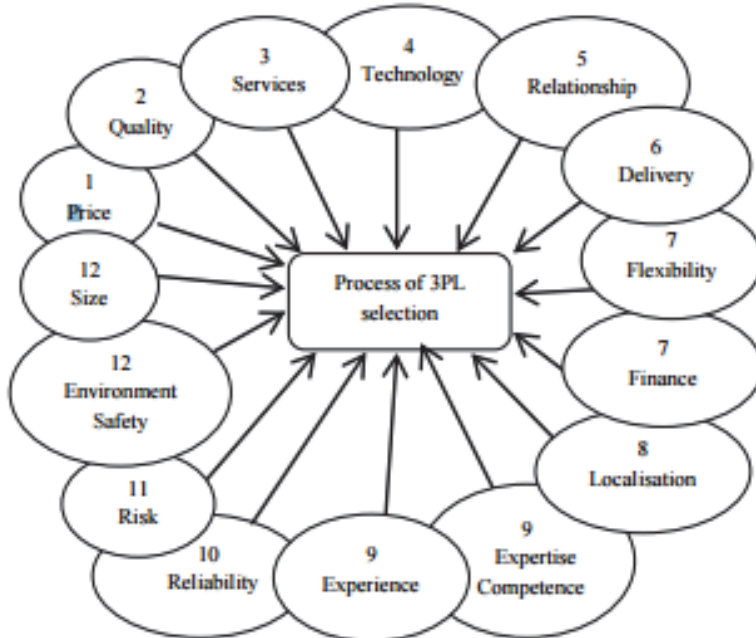 1
Price
2
Quality
3
Services
4
Technology
5
Relationship
6
Delivery
7
Flexibility
7
Finance
8
Localisation
9
Expertise
Competence
9
Experience
10
Reliability
11
Risk
12
Environment
Safety
12
Size
Process of 3PL
selection